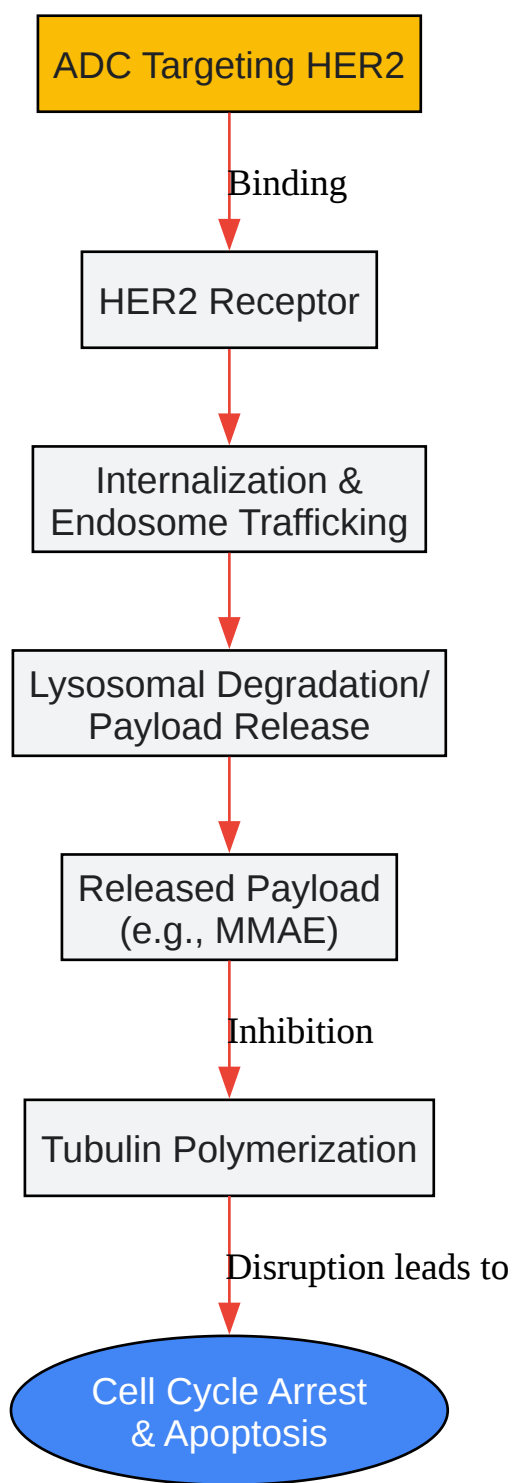 ADC Targeting HER2
Binding
HER2 Receptor
Internalization &
Endosome Trafficking
Lysosomal Degradation/
Payload Release
Released Payload
(e.g., MMAE)
Inhibition
Tubulin Polymerization
Disruption leads to
Cell Cycle Arrest
& Apoptosis